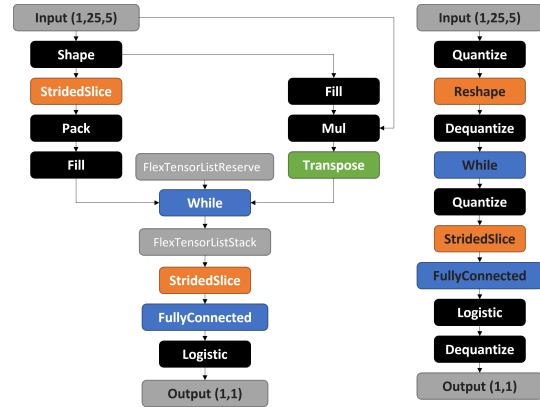 Input (1,25,5)
Shape
StridedSlice
Fill
Pack
Mul
Fill
FlexTensorListReserve
Transpose
While
FlexTensorListStack
StridedSlice
FullyConnected
Logistic
Output (1,1)
Input (1,25,5)
Quantize
Reshape
Dequantize
While
Quantize
StridedSlice
FullyConnected
Logistic
Dequantize
Output (1,1)